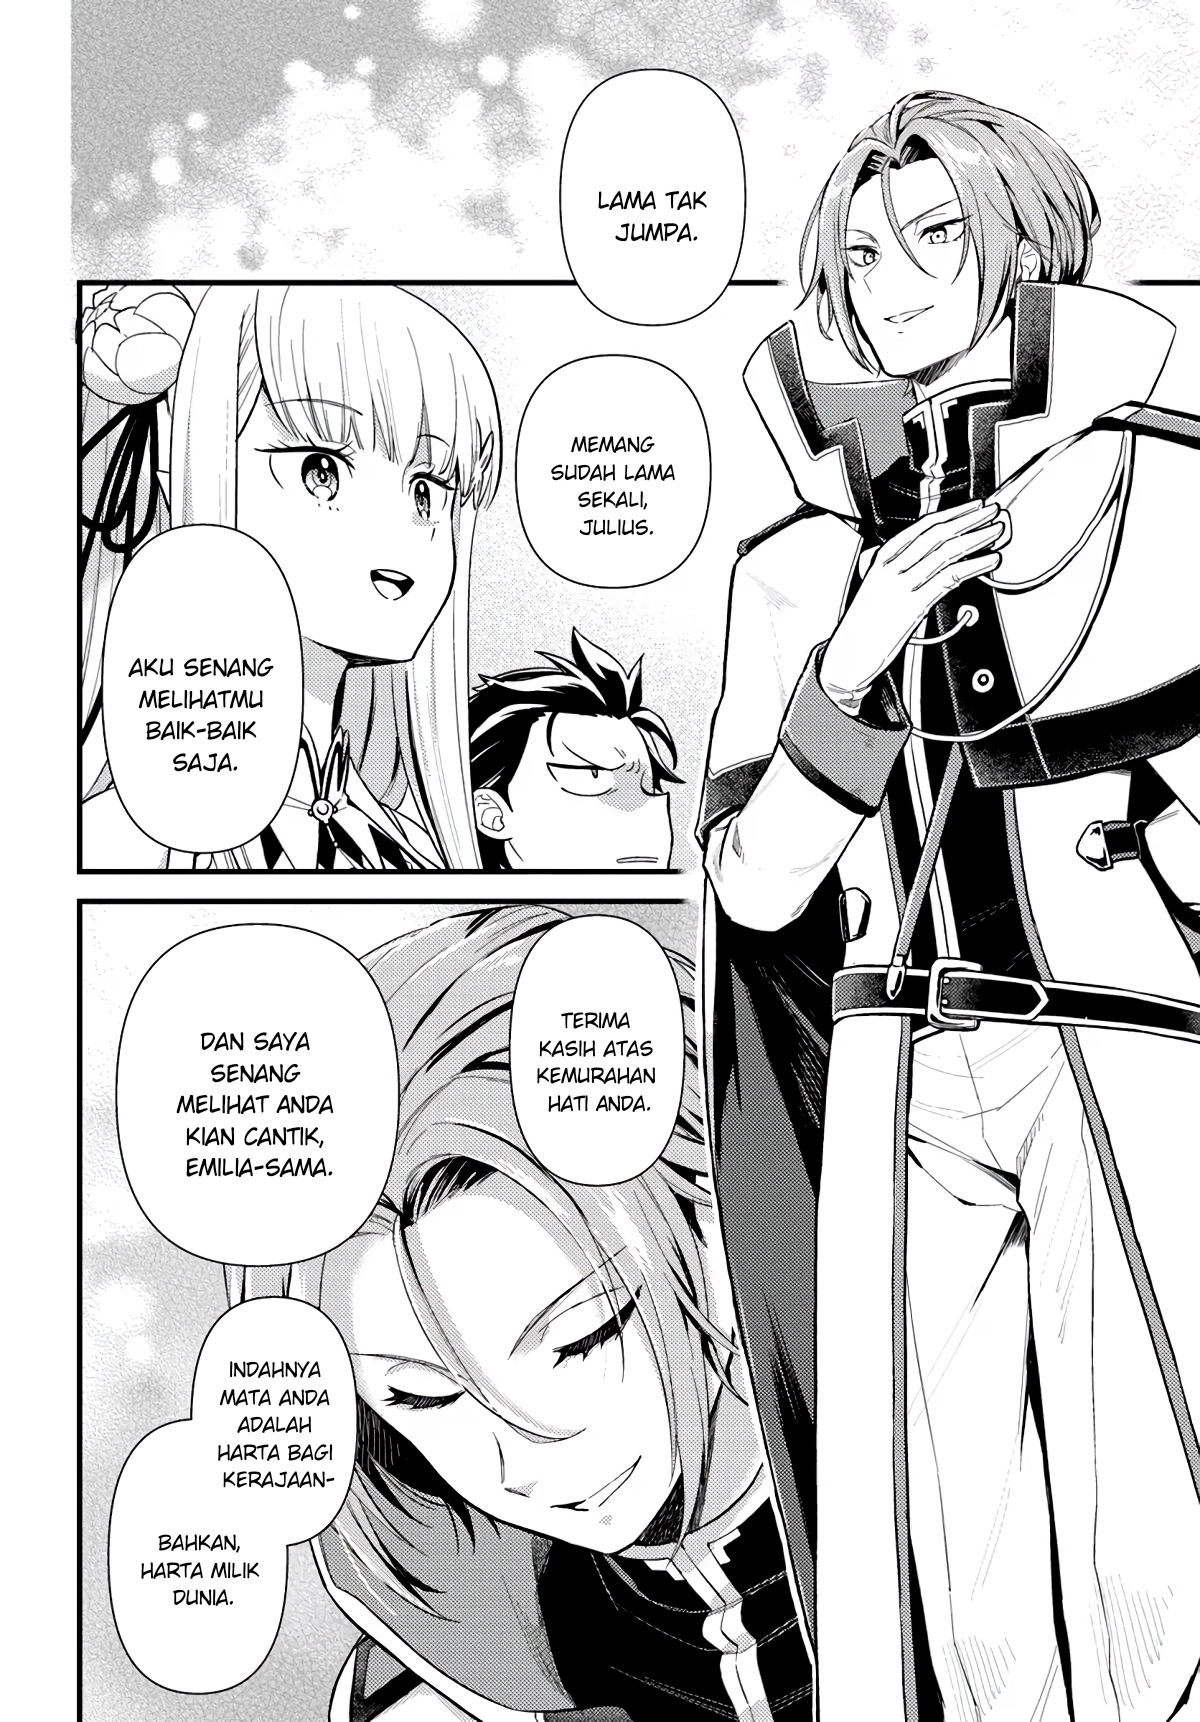 LAMA TAK
JUMPA.
MEMANG
SUDAH LAMA
SEKALI,
JULIUS.
AKU SENANG
MELIHATMU
BAIK-BAIK
SAJA.
TERIMA
KASIH ATAS
KEMURAHAN
HATI ANDA.
DAN SAYA
SENANG
MELIHAT ANDA
KIAN CANTIK,
EMILIA-SAMA.
INDAHNYA
MATA ANDA
ADALAH
HARTA BAGI
KERAJAAN-
BAHKAN,
HARTA MILIK
DUNIA.